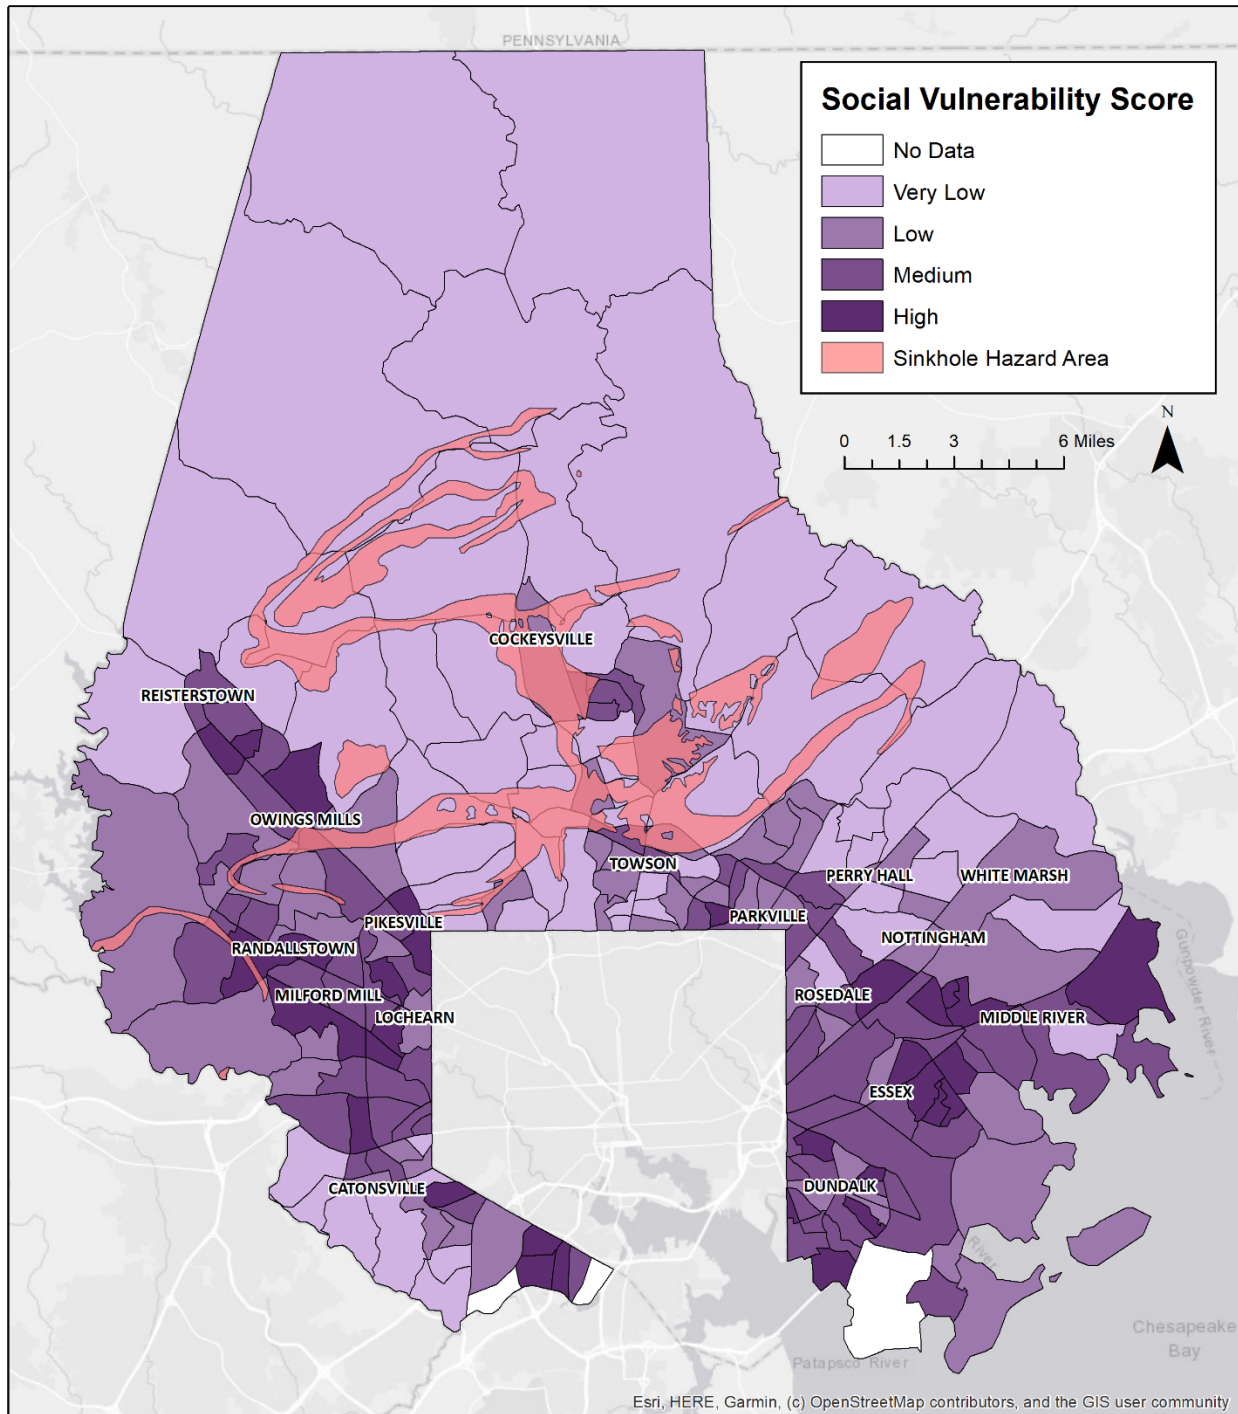 PENNSYLVANIA
Social Vulnerability Score
No Data
Very Low
Low
Medium
High
Sinkhole Hazard Area
N
0 1.5 3 6 Miles
COCKEYSVILLE
REISTERSTOWN
OWINGS MILLS
TOWSON
PERRY HALL
WHITE MARSH
PIKESVILLE
PARKVILLE
NOTTINGHAM
RANDALLSTOWN
MILFORD MILL
ROSEDALE
LOCHEARN
MIDDLE RIVER
Gunpowder River
ESSEX
CATONSVILLE
DUNDALK
River
Chesapeake
Bay
Patapsco River
Esri, HERE, Garmin, (c) OpenStreetMap contributors, and the GIS user community